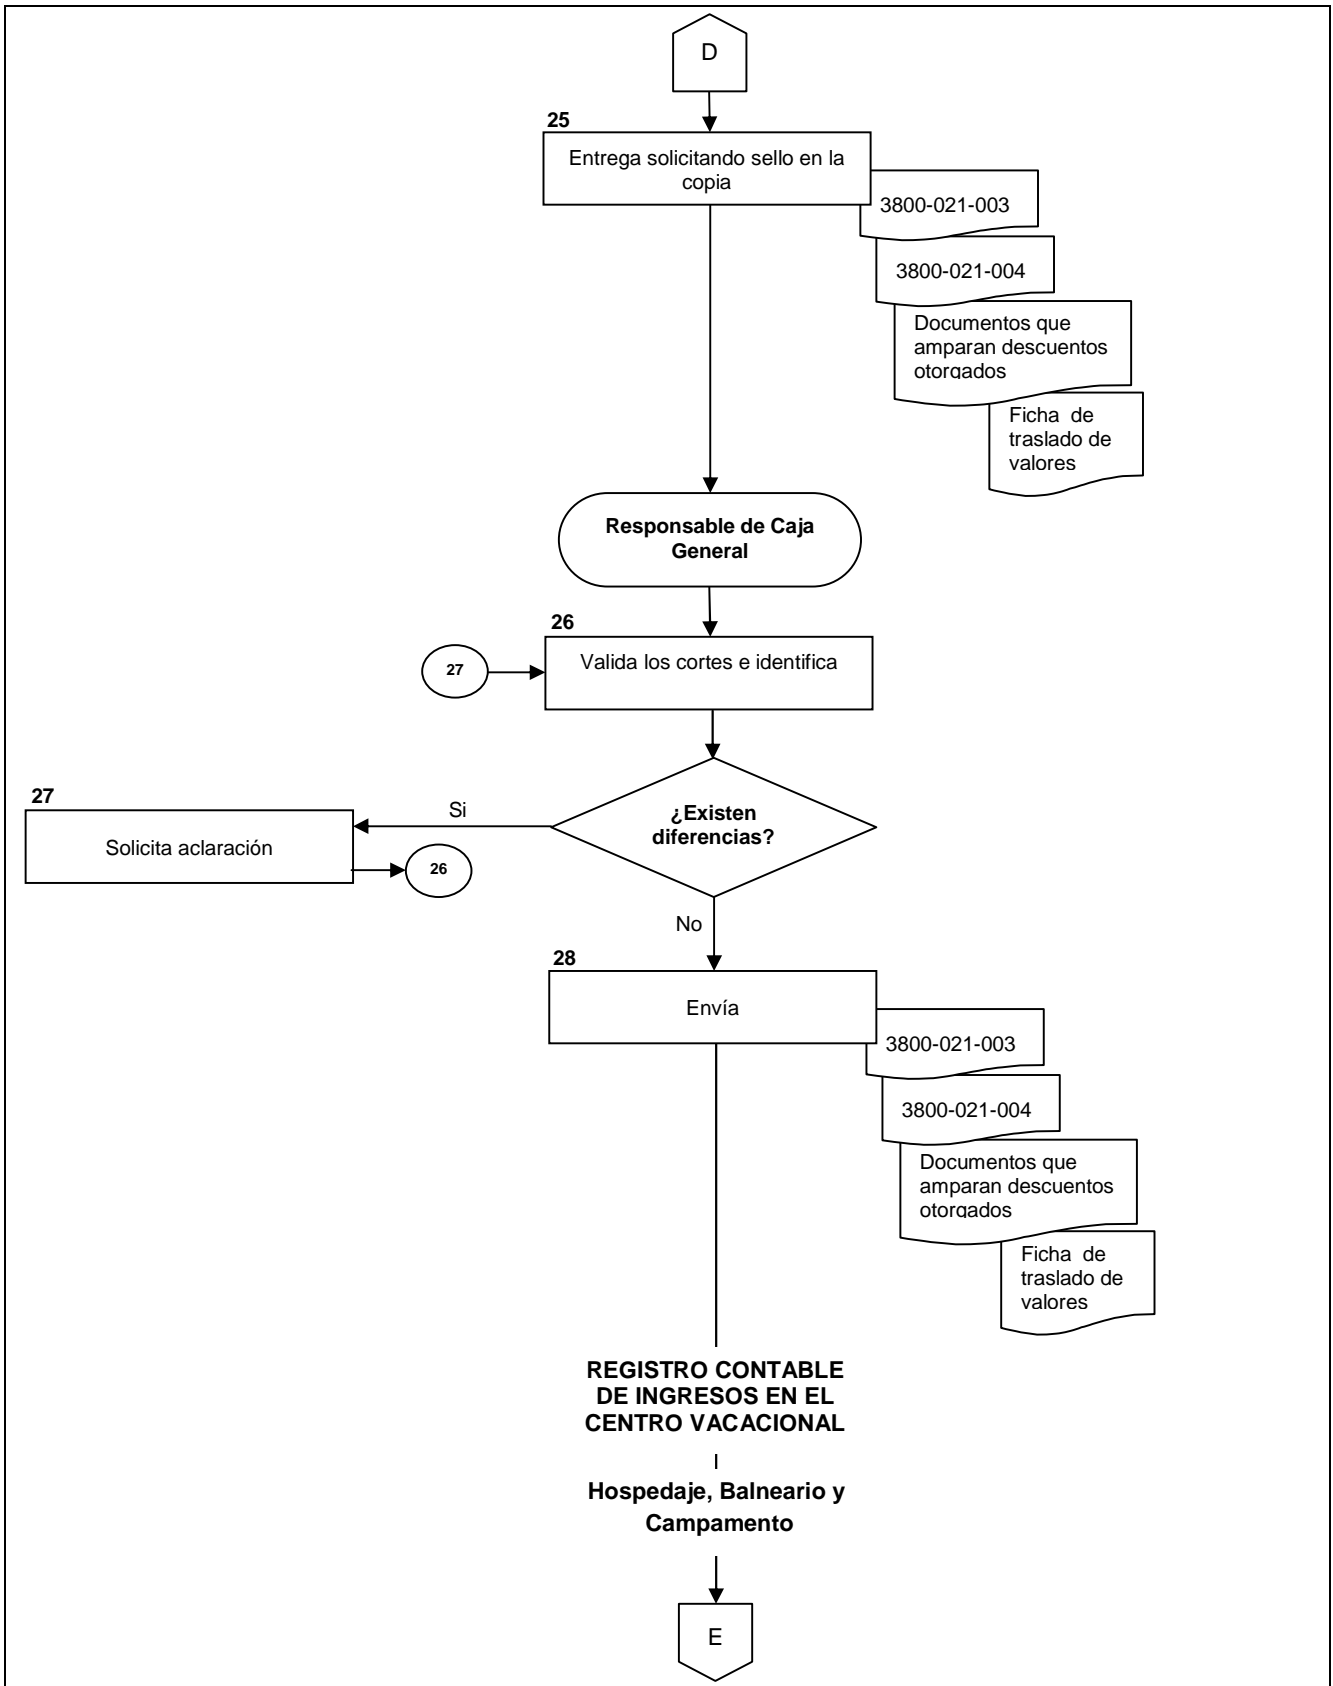 D
25
Entrega solicitando sello en la
copia
3800-021-003
3800-021-004
Documentos que
amparan descuentos
otorgados
Ficha de
traslado de
valores
Responsable de Caja
General
26
27
Valida los cortes e identifica
27
Si
¿Existen
diferencias?
Solicita aclaración
26
No
28
Envía
3800-021-003
3800-021-004
Documentos que
amparan descuentos
otorgados
Ficha de
traslado de
valores
REGISTRO CONTABLE
DE INGRESOS EN EL
CENTRO VACACIONAL
Hospedaje, Balneario y
Campamento
E